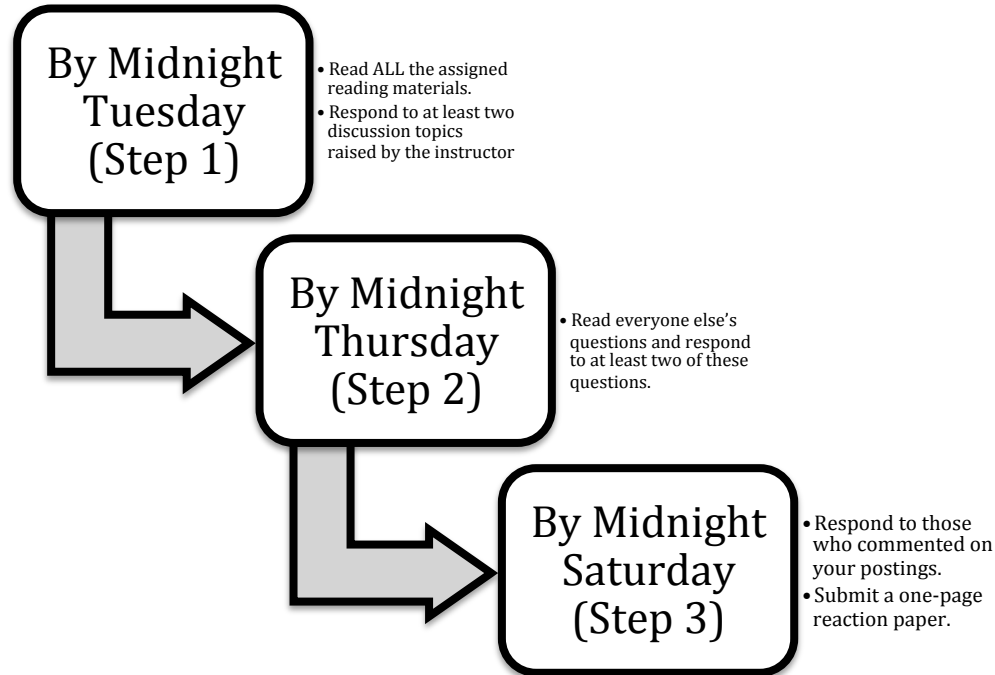 By Midnight
Tuesday
(Step 1)
• Read ALL the assigned
reading materials.
• Respond to at least two
discussion topics
raised by the instructor
By Midnight
Thursday
(Step 2)
• Read everyone else’s
questions and respond
to at least two of these
questions.
By Midnight
Saturday
(Step 3)
• Respond to those
who commented on
your postings.
• Submit a one-page
reaction paper.